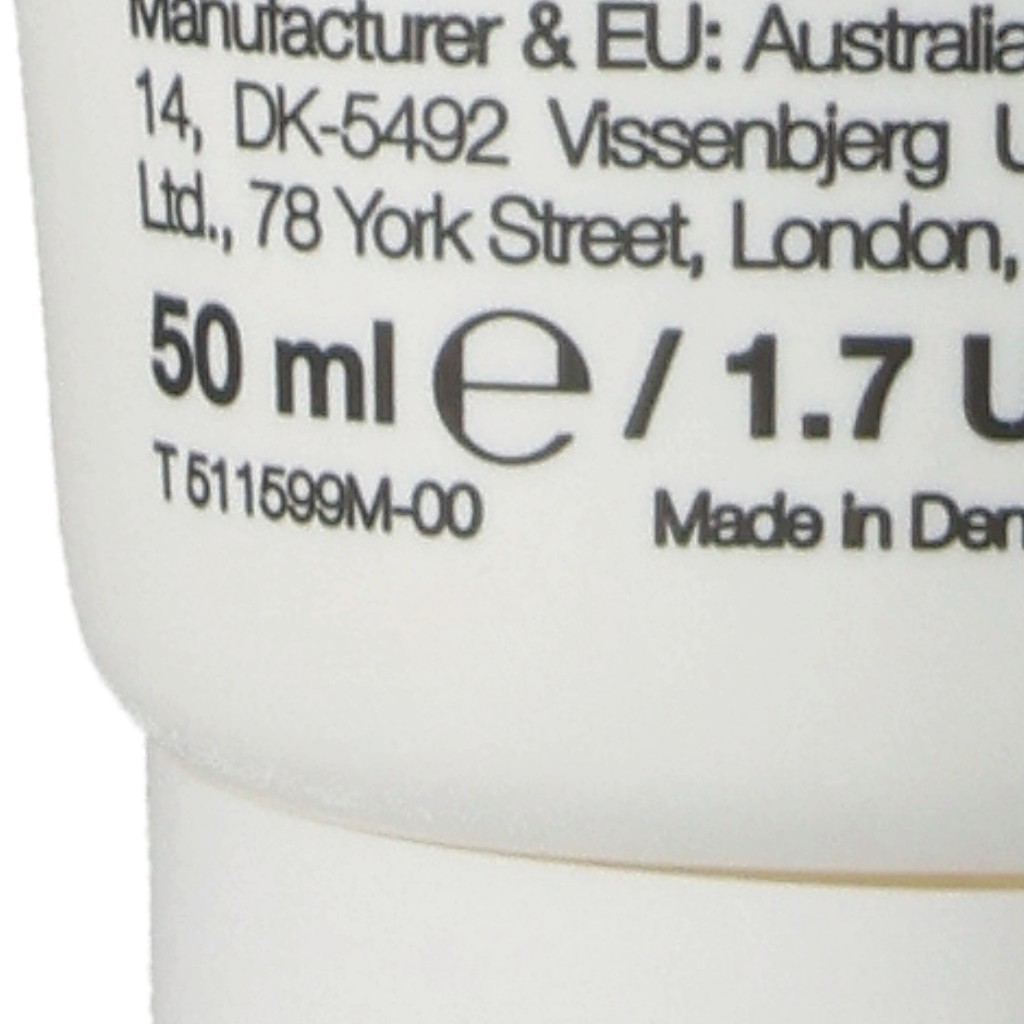 Manufacturer & EU: Australia
14, DK-5492 Vissenbjerg U
Ltd., 78 York Street, London,
50 ml ℮ / 1.7 U
T511599M-00 Made in Den